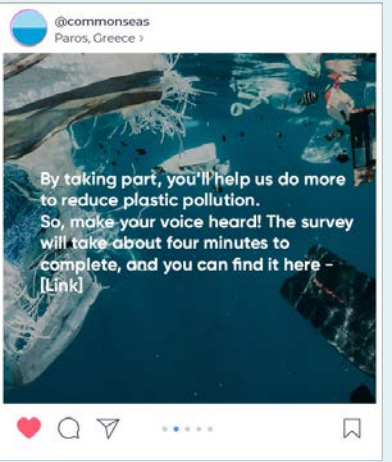 @commonseas
Paros, Greece >
By taking part, you'll help us do more
to reduce plastic pollution.
So, make your voice heard! The survey
will take about four minutes to
complete, and you can find it here –
[Link]